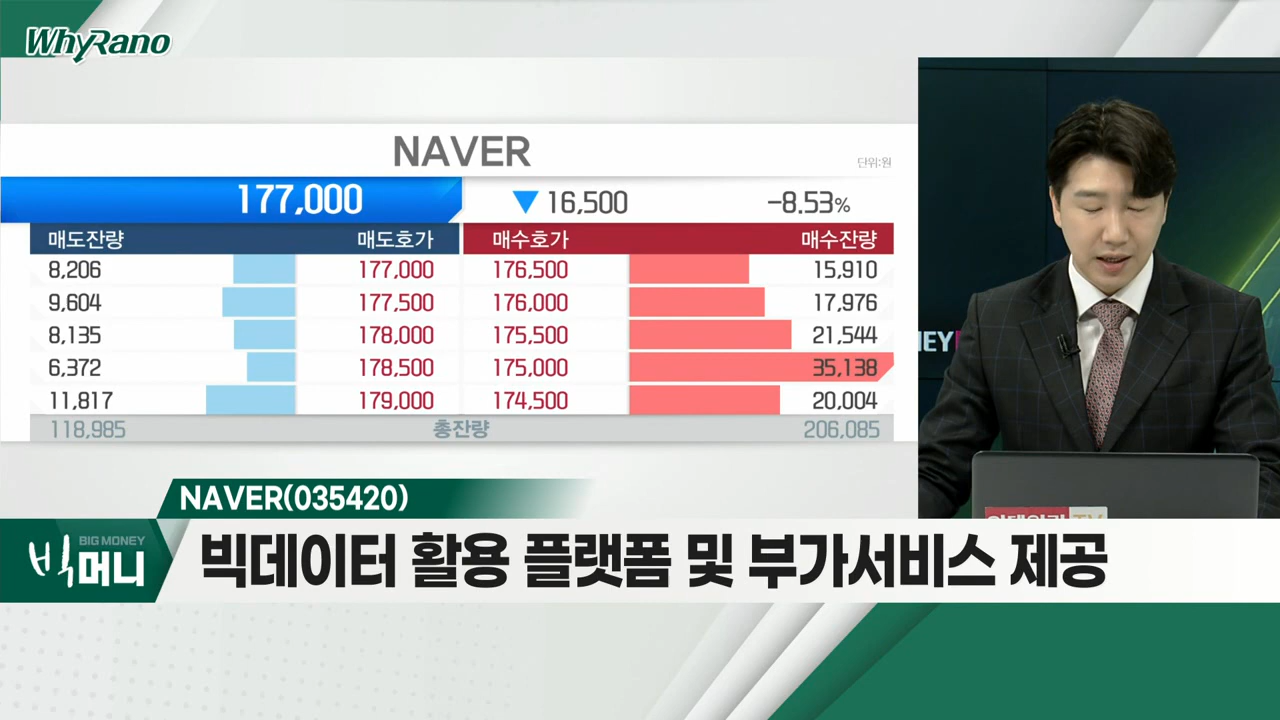 WhyRano
NAVER
단위:원
177,000 ▼ 16,500 -8.53%
매도잔량 매도호가 매수호가 매수잔량
8,206 177,000 176,500 15,910
9,604 177,500 176,000 17,976
8,135 178,000 175,500 21,544
6,372 178,500 175,000 35,138
11,817 179,000 174,500 20,004
118,985 총잔량 206,085
NAVER(035420)
BIG MONEY
빅머니
빅데이터 활용 플랫폼 및 부가서비스 제공